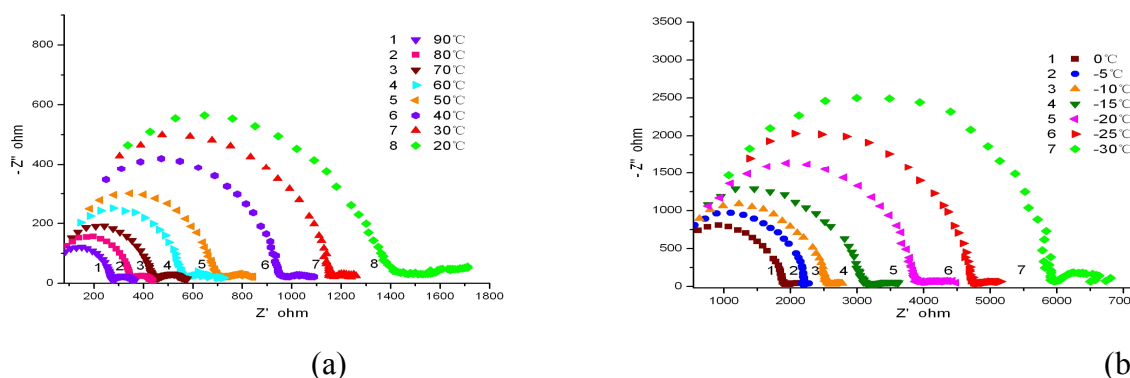 800
600
400
200
0
- Z" ohm
200 400 600 800 1000 1200 1400 1600 1800
Z' ohm
1 90℃
2 80℃
3 70℃
4 60℃
5 50℃
6 40℃
7 30℃
8 20℃
1 2 3 4 5 6 7 8
(a)
3500
3000
2500
2000
1500
1000
500
0
- Z" ohm
1000 2000 3000 4000 5000 6000 700
Z' ohm
1 0℃
2 -5℃
3 -10℃
4 -15℃
5 -20℃
6 -25℃
7 -30℃
1 2 3 4 5 6 7
(b